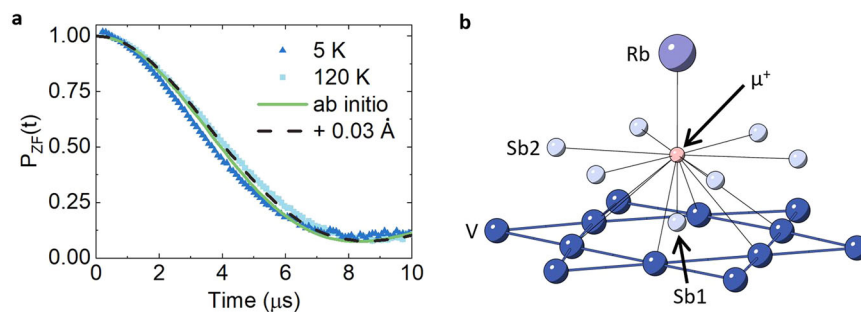 a
1.00
0.75
0.50
0.25
0.00
P_ZF(t)
5 K
120 K
ab initio
+ 0.03 Å
0 2 4 6 8 10
Time (μs)
b
Rb
μ+
Sb2
V
Sb1